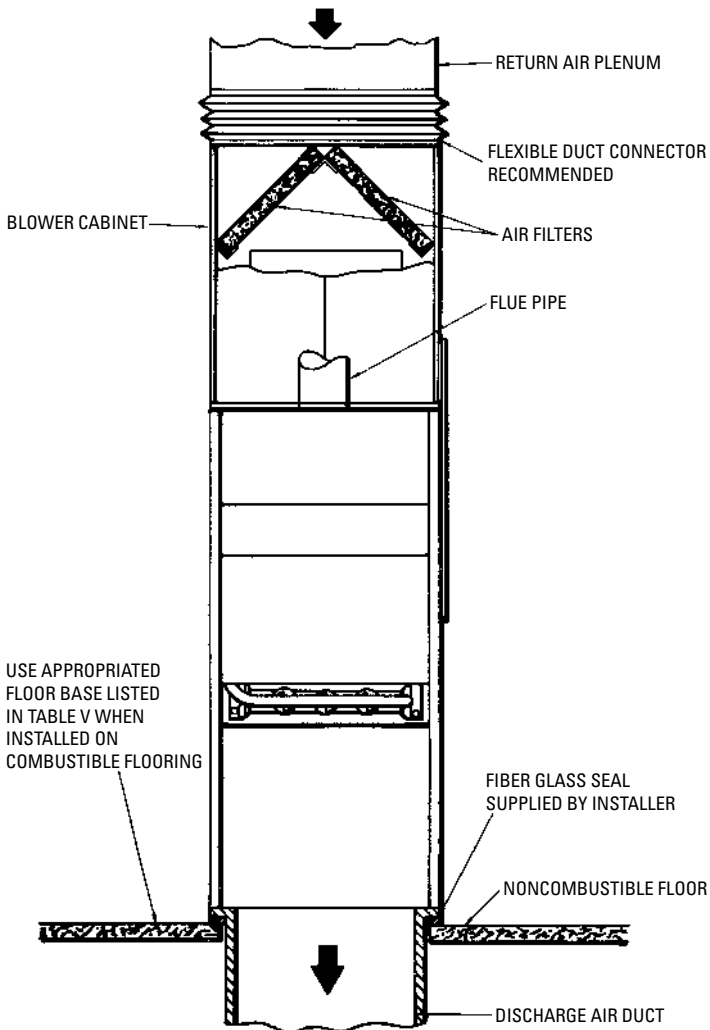 RETURN AIR PLENUM
FLEXIBLE DUCT CONNECTOR
RECOMMENDED
BLOWER CABINET
AIR FILTERS
FLUE PIPE
USE APPROPRIATED
FLOOR BASE LISTED
IN TABLE V WHEN
INSTALLED ON
COMBUSTIBLE FLOORING
FIBER GLASS SEAL
SUPPLIED BY INSTALLER
NONCOMBUSTIBLE FLOOR
DISCHARGE AIR DUCT